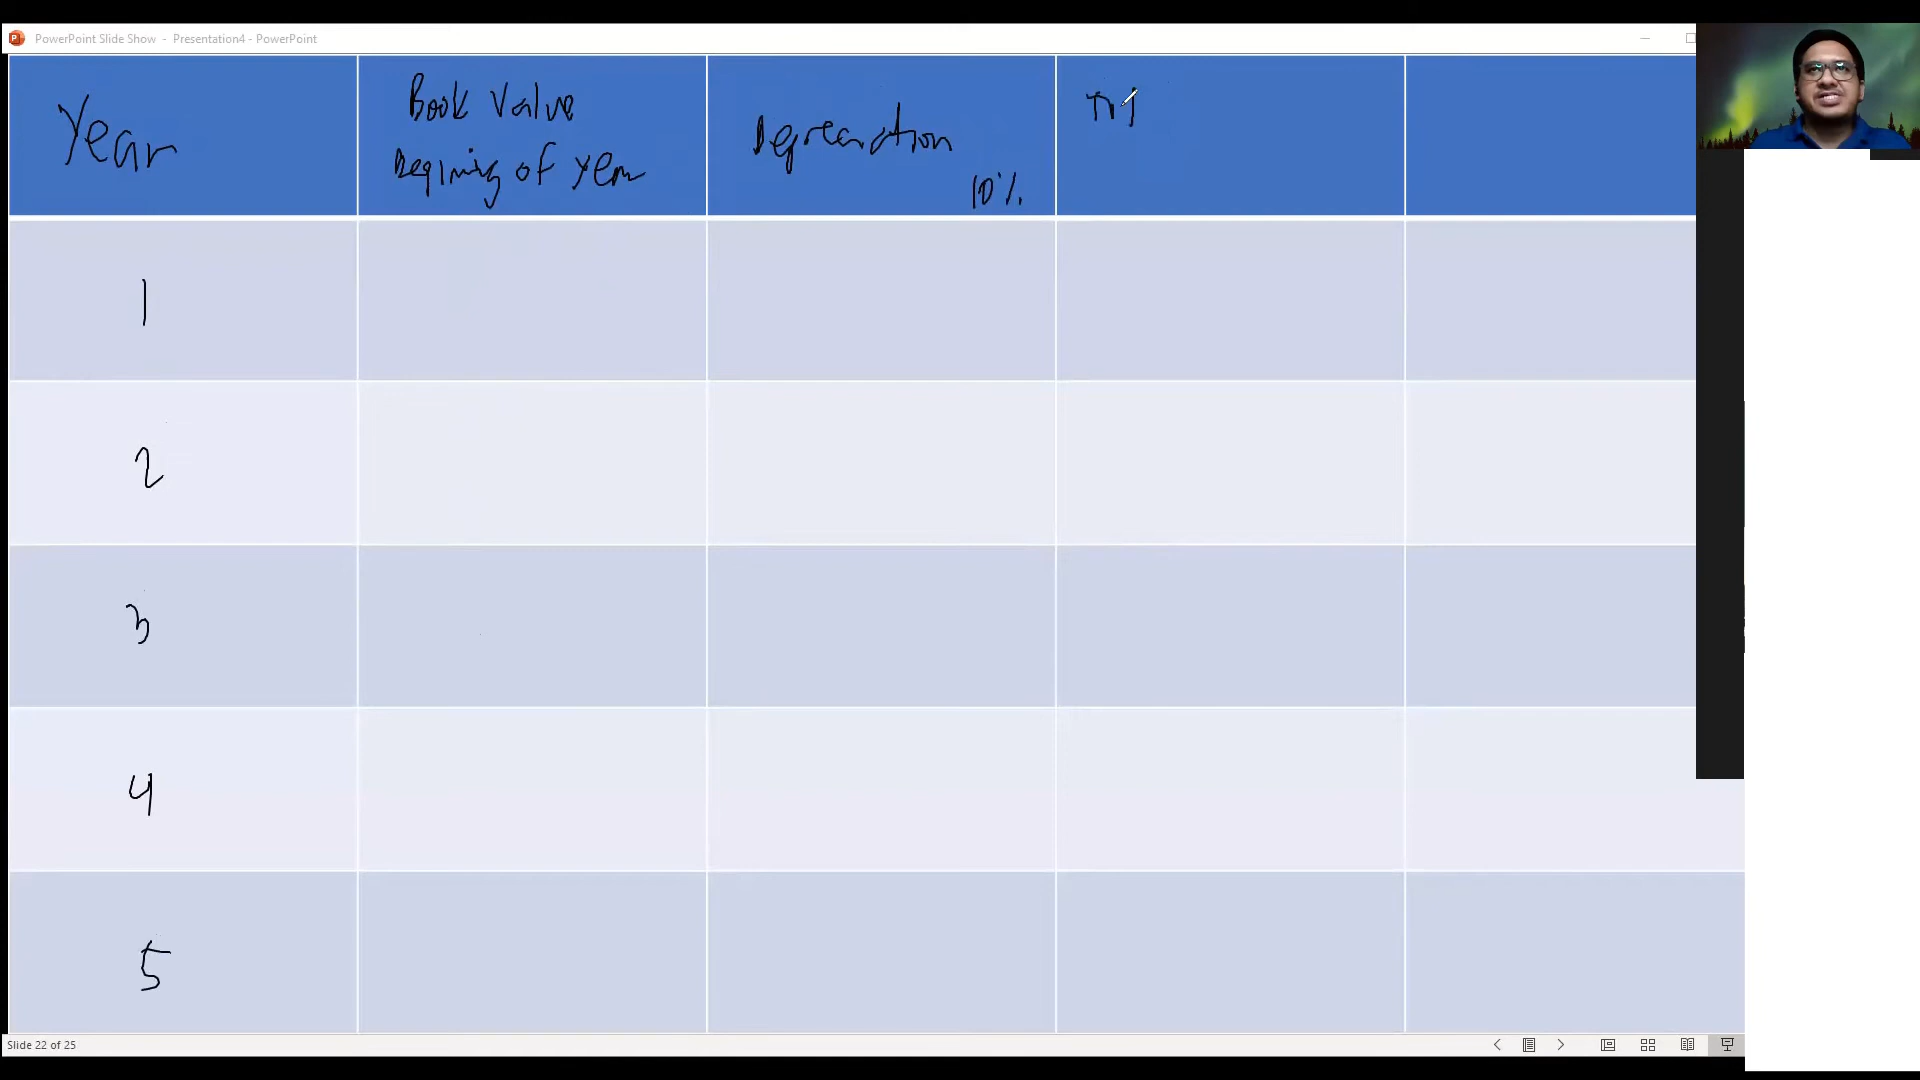 PowerPoint Slide Show - Presentation4 - PowerPoint
Year
Book Value
Begining of Year
Depreciation
10%
1
2
3
4
5
Slide 22 of 25